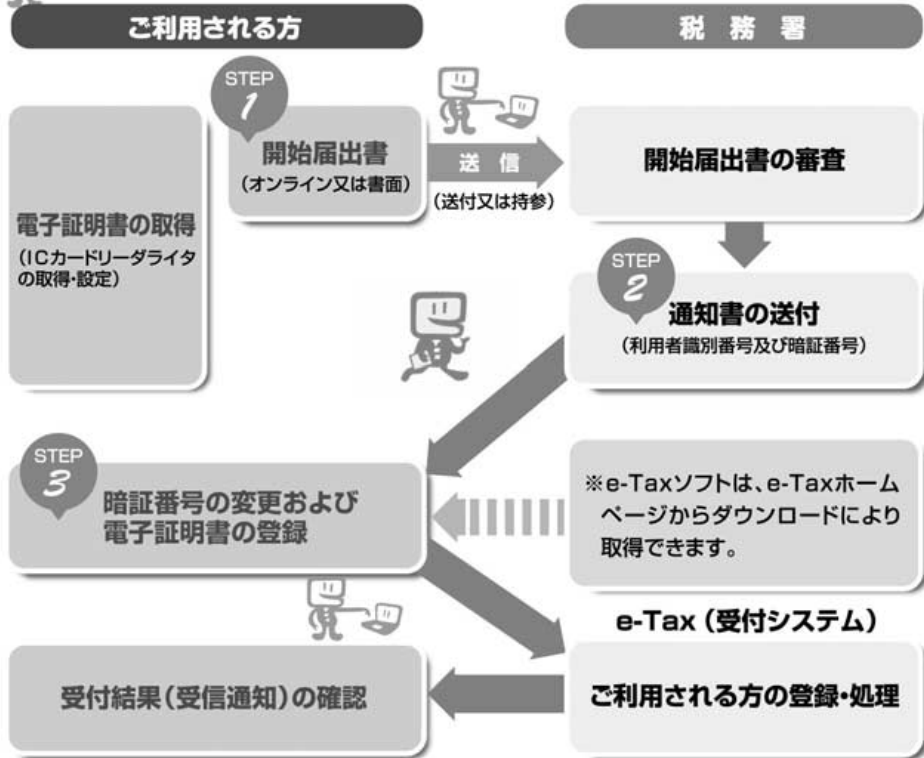 ご利用される方
税務署
STEP
1
開始届出書
(オンライン又は書面)
送信
(送付又は持参)
開始届出書の審査
電子証明書の取得
(ICカードリーダライタ
の取得・設定)
STEP
2
通知書の送付
(利用者識別番号及び暗証番号)
STEP
3
暗証番号の変更および
電子証明書の登録
※e-Taxソフトは、e-Taxホーム
ページからダウンロードにより
取得できます。
e-Tax(受付システム)
ご利用される方の登録・処理
受付結果(受信通知)の確認